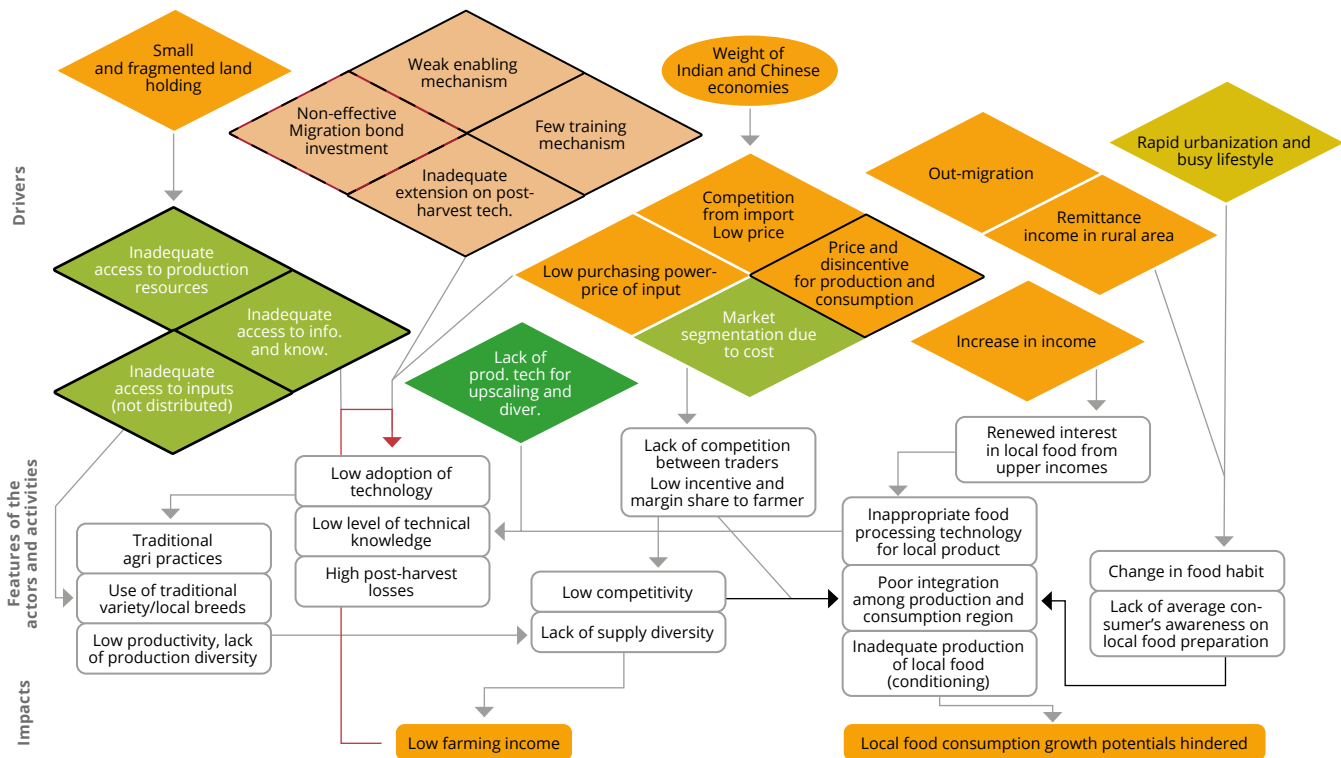 Drivers
Small
and fragmented land
holding
Weak enabling
mechanism
Non-effective
Migration bond
investment
Few training
mechanism
Inadequate
extension on post-
harvest tech.
Weight of
Indian and Chinese
economies
Rapid urbanization and
busy lifestyle
Out-migration
Remittance
income in rural area
Competition
from import
Low price
Low purchasing power-
price of input
Price and
disincentive
for production and
consumption
Market
segmentation due
to cost
Inadequate
access to production
resources
Inadequate
access to info.
and know.
Inadequate
access to inputs
(not distributed)
Lack of
prod. tech for
upscaling and
diver.
Increase in income
Features of the
actors and activities
Low adoption of
technology
Low level of technical
knowledge
High post-harvest
losses
Lack of competition
between traders
Low incentive and
margin share to farmer
Renewed interest
in local food from
upper incomes
Traditional
agri practices
Use of traditional
variety/local breeds
Low productivity, lack
of production diversity
Low competitivity
Lack of supply diversity
Inappropriate food
processing technology
for local product
Poor integration
among production and
consumption region
Inadequate production
of local food
(conditioning)
Change in food habit
Lack of average con-
sumer’s awareness on
local food preparation
Impacts
Low farming income
Local food consumption growth potentials hindered